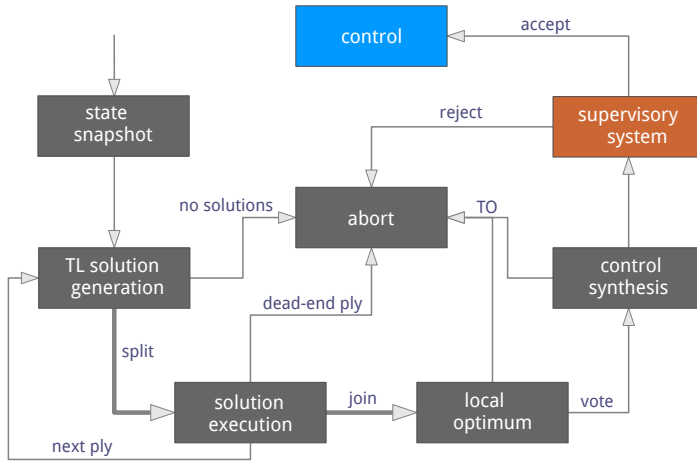 control
accept
state
snapshot
supervisory
system
reject
no solutions
abort
TO
TL solution
generation
control
synthesis
dead-end ply
split
solution
execution
join
local
optimum
vote
next ply